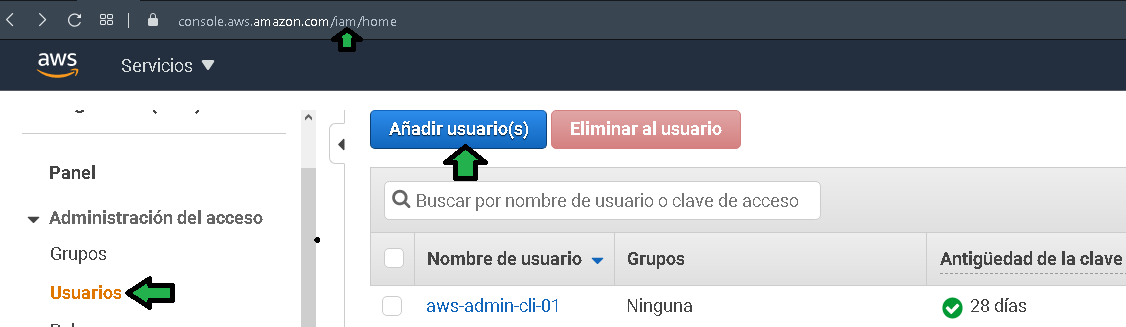 console.aws.amazon.com/iam/home
aws
Servicios
Añadir usuario(s)
Eliminar al usuario
Panel
Buscar por nombre de usuario o clave de acceso
Administración del acceso
Grupos
Nombre de usuario
Grupos
Antigüedad de la clave
Usuarios
aws-admin-cli-01
Ninguna
28 días